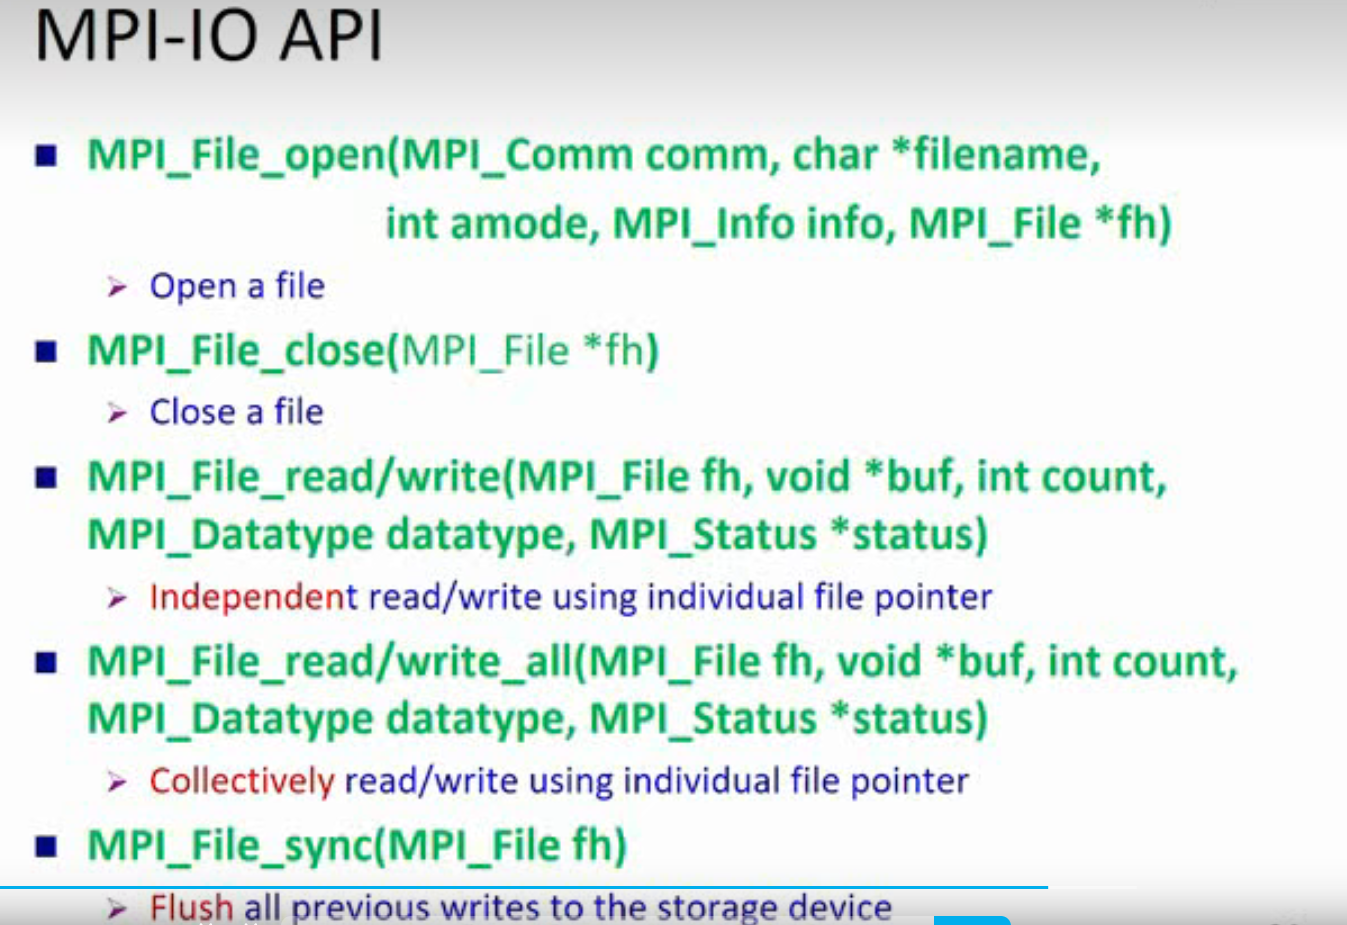 MPI-IO API
MPI_File_open(MPI_Comm comm, char *filename,
int amode, MPI_Info info, MPI_File *fh)
Open a file
MPI_File_close(MPI_File *fh)
Close a file
MPI_File_read/write(MPI_File fh, void *buf, int count,
MPI_Datatype datatype, MPI_Status *status)
Independent read/write using individual file pointer
MPI_File_read/write_all(MPI_File fh, void *buf, int count,
MPI_Datatype datatype, MPI_Status *status)
Collectively read/write using individual file pointer
MPI_File_sync(MPI_File fh)
Flush all previous writes to the storage device